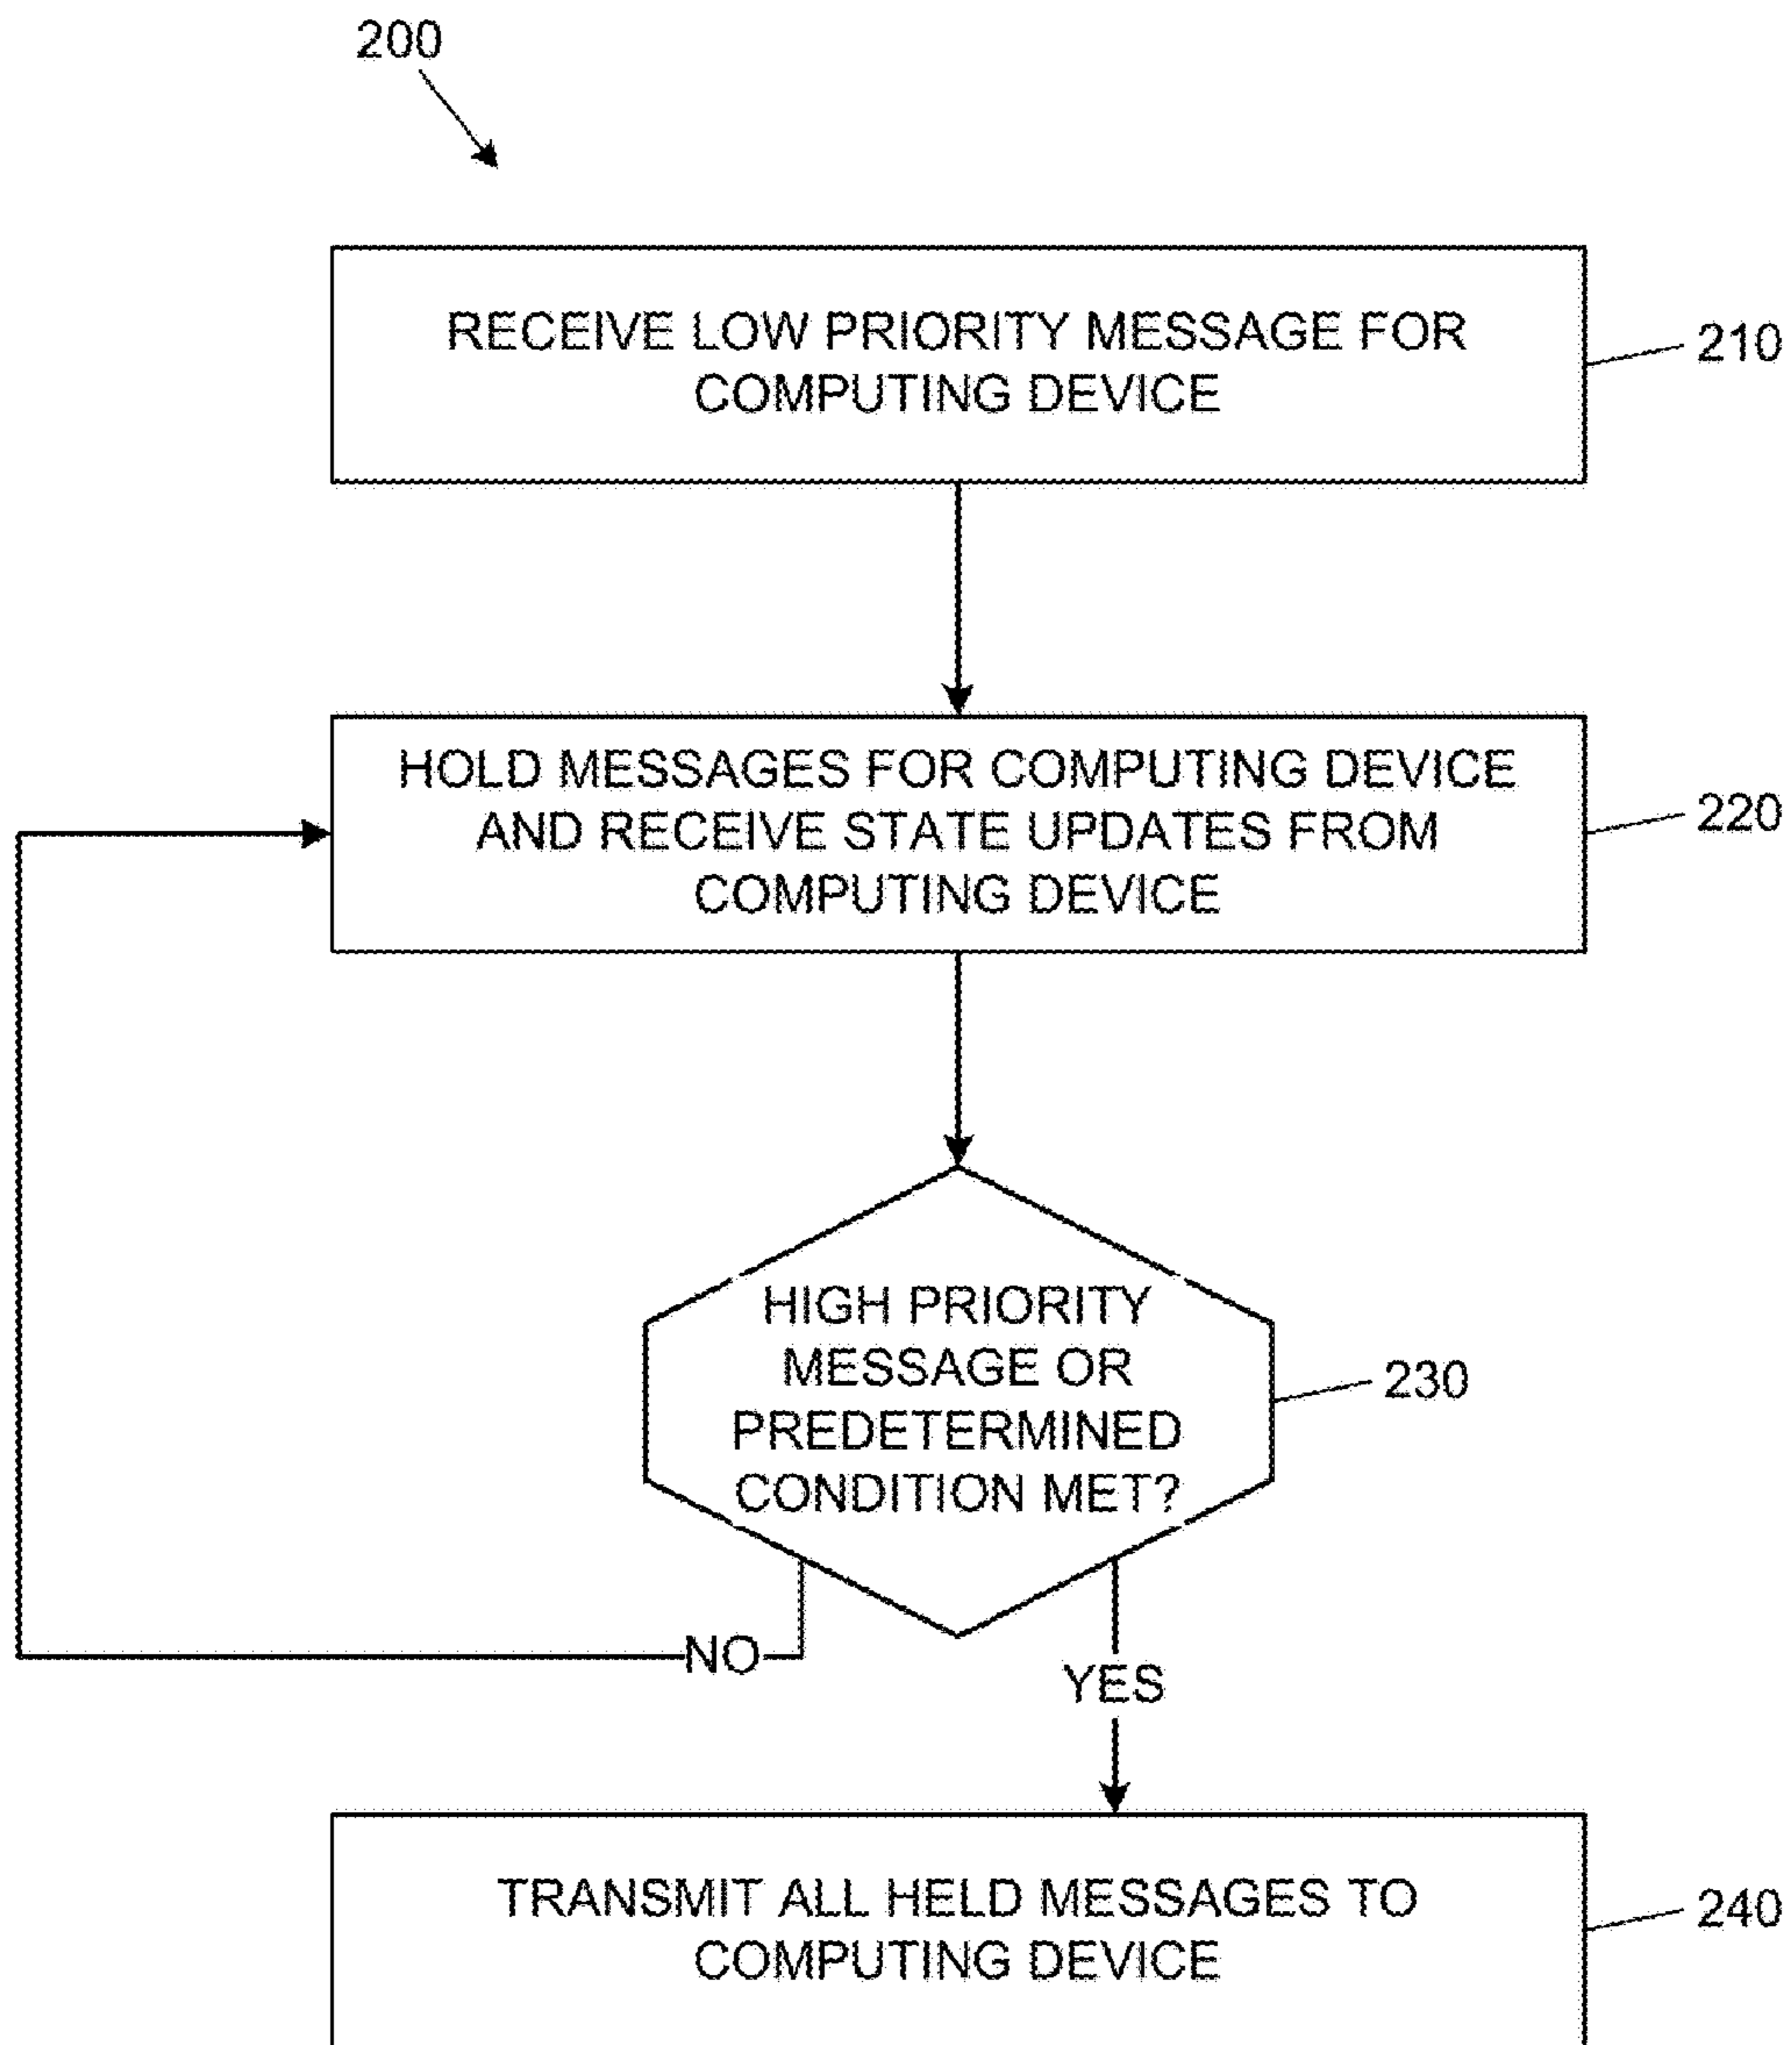 200
RECEIVE LOW PRIORITY MESSAGE FOR
COMPUTING DEVICE
210
HOLD MESSAGES FOR COMPUTING DEVICE
AND RECEIVE STATE UPDATES FROM
COMPUTING DEVICE
220
HIGH PRIORITY
MESSAGE OR
PREDETERMINED
CONDITION MET?
230
NO
YES
TRANSMIT ALL HELD MESSAGES TO
COMPUTING DEVICE
240